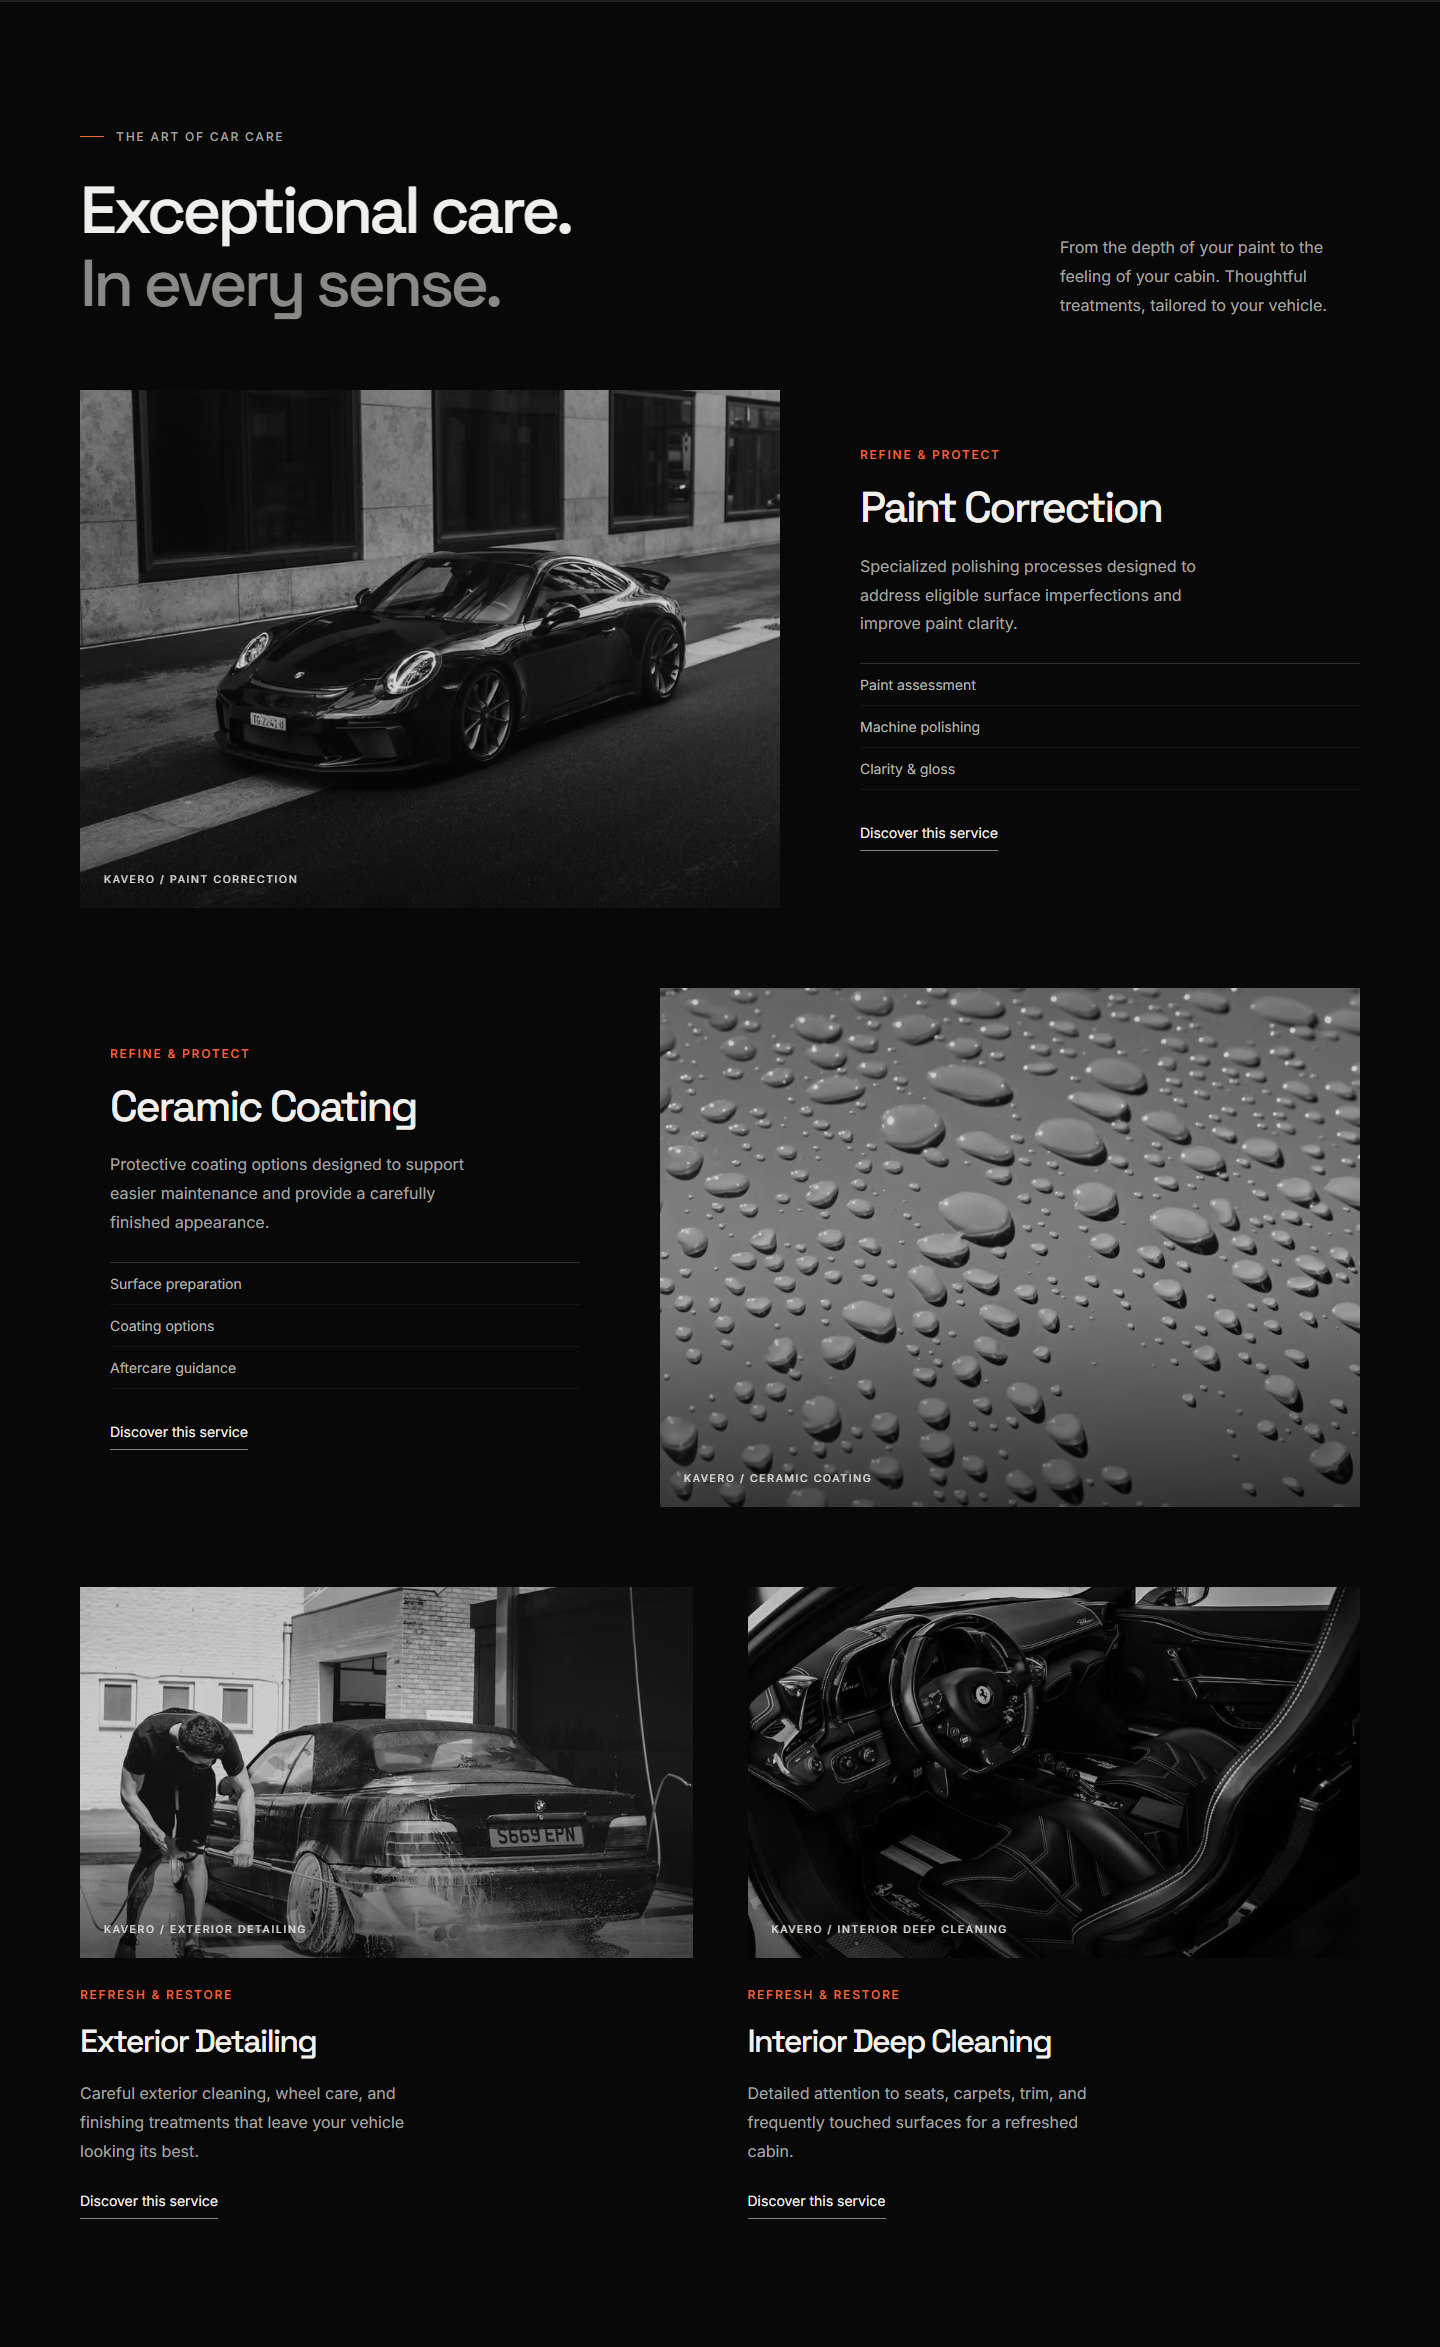 THE ART OF CAR CARE
Exceptional care.
In every sense.
From the depth of your paint to the
feeling of your cabin. Thoughtful
treatments, tailored to your vehicle.
KAVERO / PAINT CORRECTION
REFINE & PROTECT
Paint Correction
Specialized polishing processes designed to
address eligible surface imperfections and
improve paint clarity.
Paint assessment
Machine polishing
Clarity & gloss
Discover this service
REFINE & PROTECT
Ceramic Coating
Protective coating options designed to support
easier maintenance and provide a carefully
finished appearance.
Surface preparation
Coating options
Aftercare guidance
Discover this service
KAVERO / CERAMIC COATING
S669 EPN
KAVERO / EXTERIOR DETAILING
REFRESH & RESTORE
Exterior Detailing
Careful exterior cleaning, wheel care, and
finishing treatments that leave your vehicle
looking its best.
Discover this service
KAVERO / INTERIOR DEEP CLEANING
REFRESH & RESTORE
Interior Deep Cleaning
Detailed attention to seats, carpets, trim, and
frequently touched surfaces for a refreshed
cabin.
Discover this service